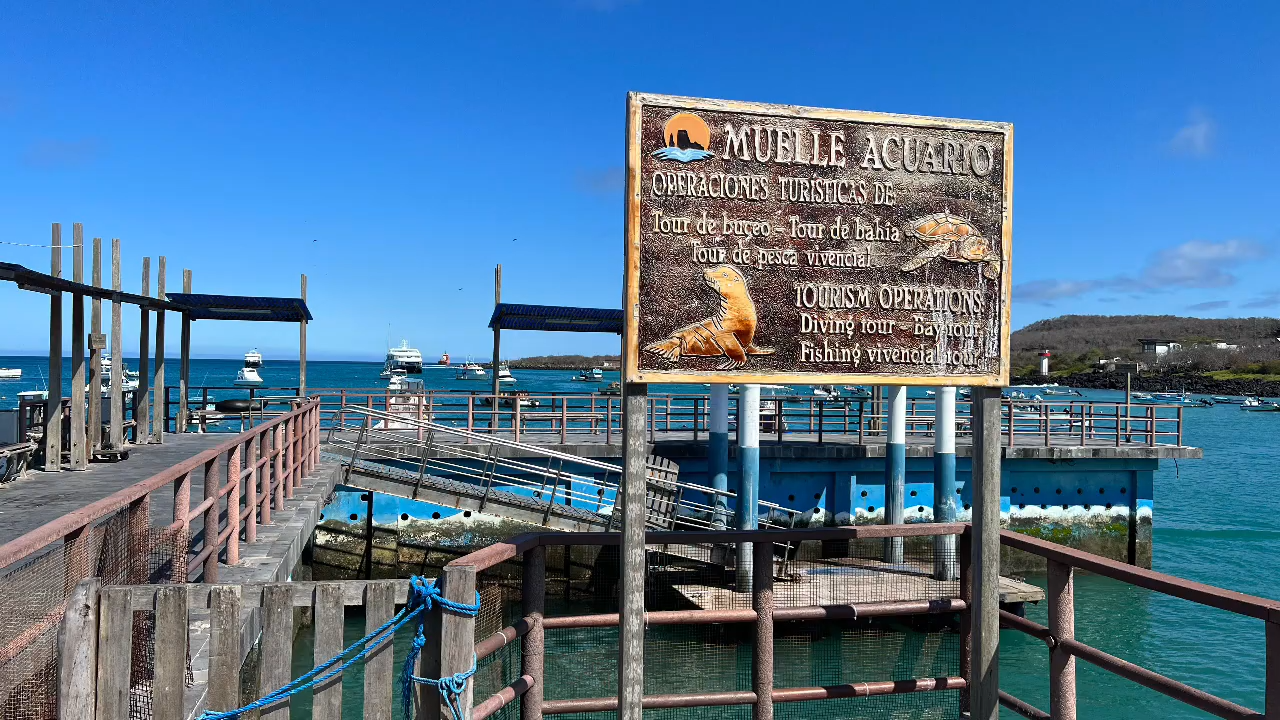 MUELLE ACUARIO
OPERACIONES TURÍSTICAS DE:
Tour de buceo - Tour de bahía
Tour de pesca vivencial
TOURISM OPERATIONS:
Diving tour - Bay tour
Fishing vivencial tour